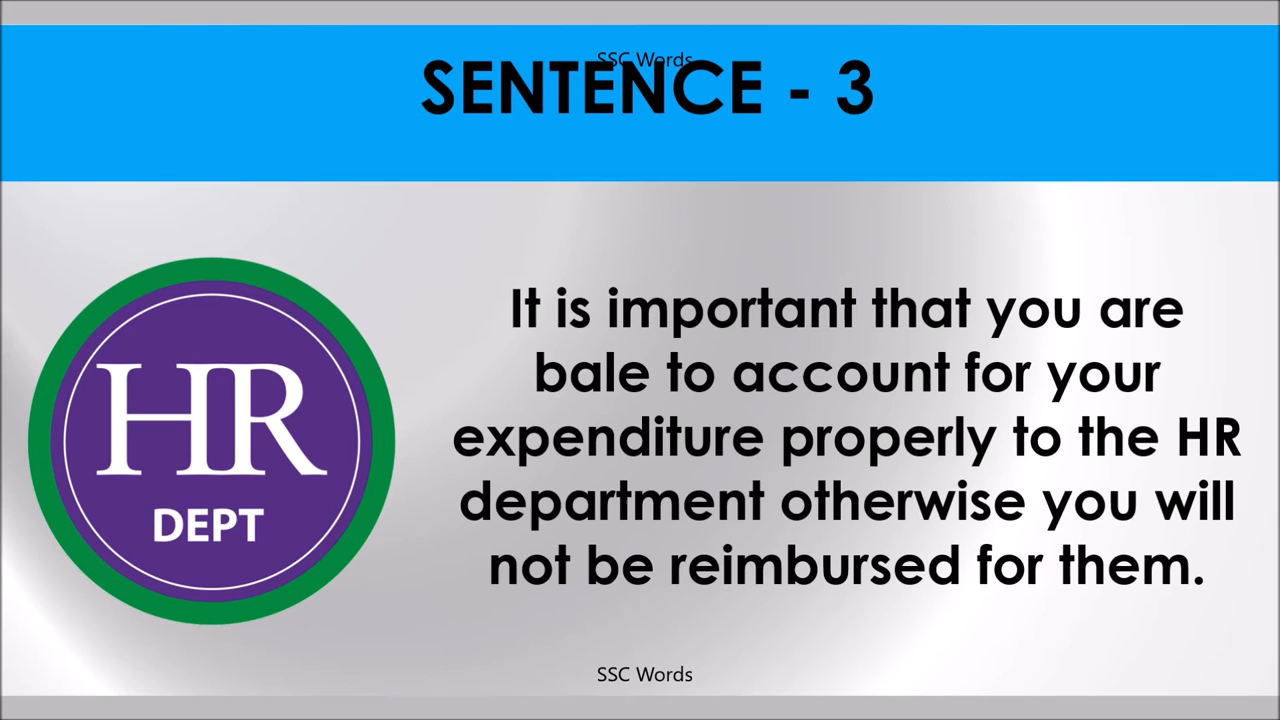 SSC Words
SENTENCE - 3
HR
DEPT
It is important that you are
bale to account for your
expenditure properly to the HR
department otherwise you will
not be reimbursed for them.
SSC Words